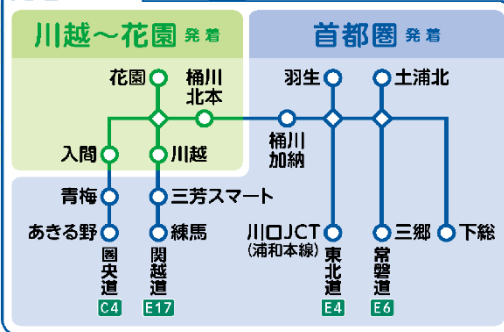 川越~花園 発着
首都圏 発着
花園
桶川
北本
羽生
土浦北
桶川
加納
入間
川越
青梅
三芳スマート
あきる野
練馬
川口JCT
(浦和本線)
三郷
下総
圏央道
関越道
東北道
常磐道
C4
E17
E4
E6